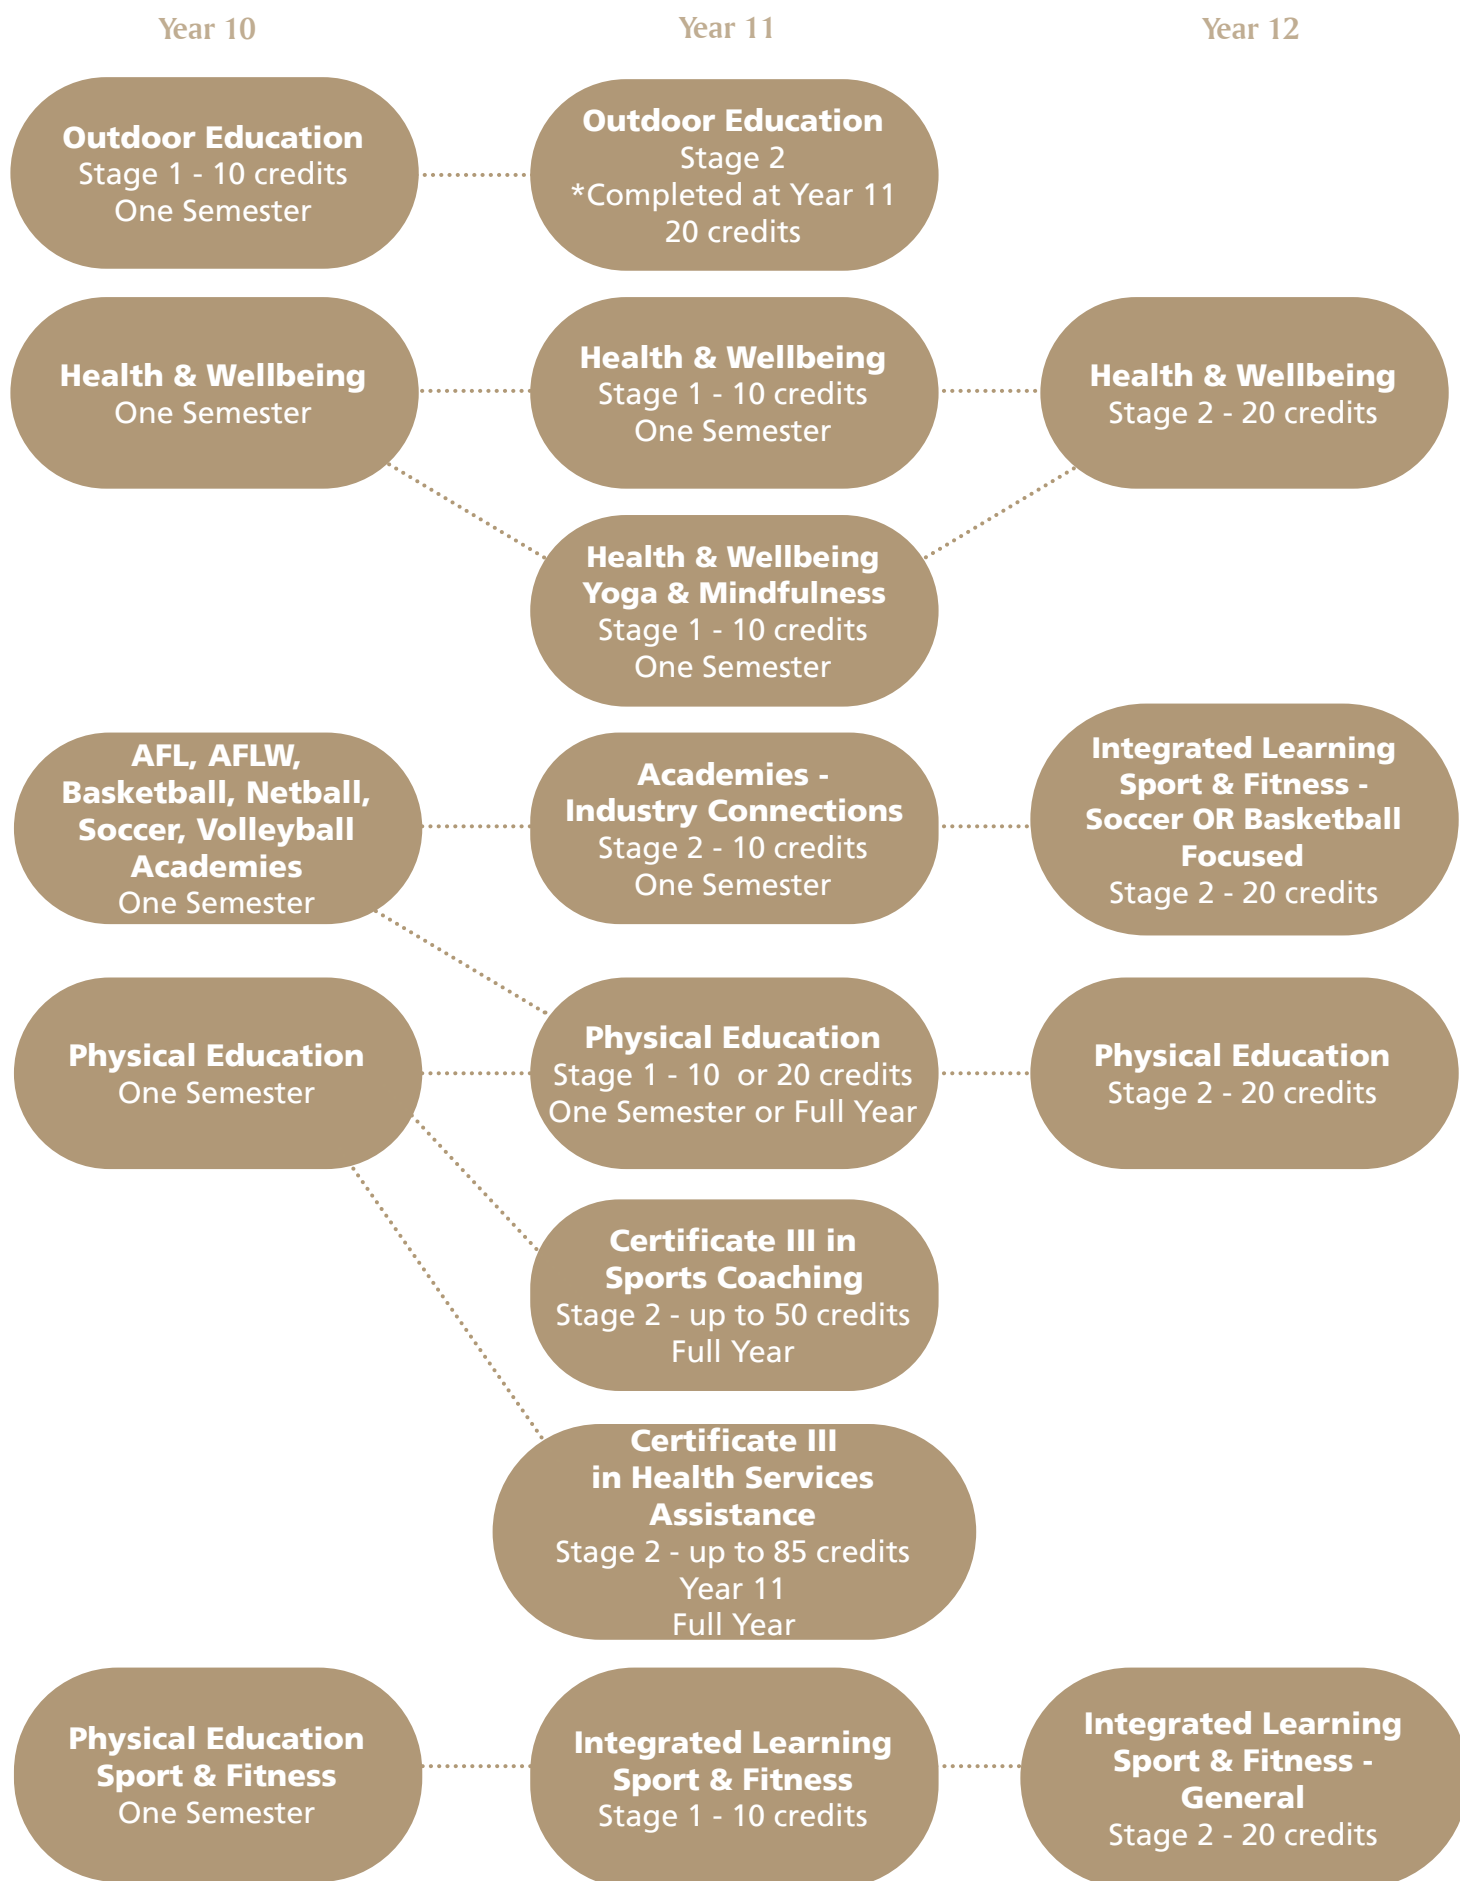 Year 10
Year 11
Year 12
Outdoor Education
Stage 1 - 10 credits
One Semester
Outdoor Education
Stage 2
*Completed at Year 11
20 credits
Health & Wellbeing
One Semester
Health & Wellbeing
Stage 1 - 10 credits
One Semester
Health & Wellbeing
Stage 2 - 20 credits
Health & Wellbeing
Yoga & Mindfulness
Stage 1 - 10 credits
One Semester
AFL, AFLW,
Basketball, Netball,
Soccer, Volleyball
Academies
One Semester
Academies -
Industry Connections
Stage 2 - 10 credits
One Semester
Integrated Learning
Sport & Fitness -
Soccer OR Basketball
Focused
Stage 2 - 20 credits
Physical Education
One Semester
Physical Education
Stage 1 - 10 or 20 credits
One Semester or Full Year
Physical Education
Stage 2 - 20 credits
Certificate III in
Sports Coaching
Stage 2 - up to 50 credits
Full Year
Certificate III
in Health Services
Assistance
Stage 2 - up to 85 credits
Year 11
Full Year
Physical Education
Sport & Fitness
One Semester
Integrated Learning
Sport & Fitness
Stage 1 - 10 credits
Integrated Learning
Sport & Fitness -
General
Stage 2 - 20 credits